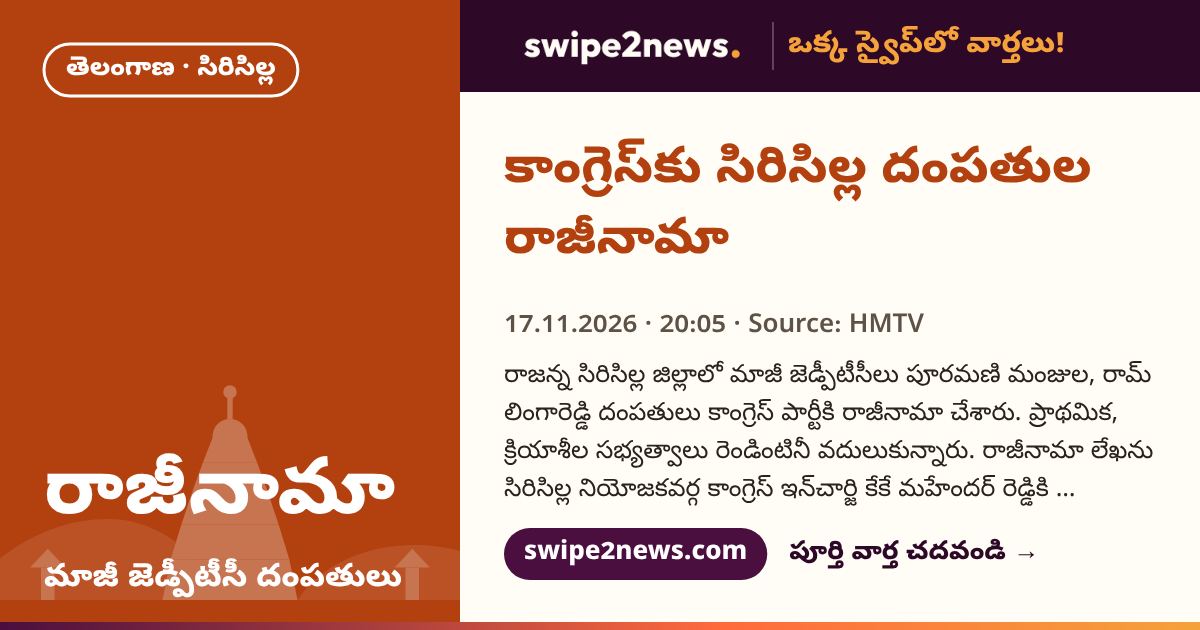 తెలంగాణ · సిరిసిల్ల
రాజీనామా
మాజీ జెడ్పీటీసీ దంపతులు
swipe2news.
ఒక్క స్వైప్‌లో వార్తలు!
కాంగ్రెస్‌కు సిరిసిల్ల దంపతుల
రాజీనామా
17.11.2026 · 20:05 · Source: HMTV
రాజన్న సిరిసిల్ల జిల్లాలో మాజీ జెడ్పీటీసీలు పూరమణి మంజుల, రామ్
లింగారెడ్డి దంపతులు కాంగ్రెస్ పార్టీకి రాజీనామా చేశారు. ప్రాథమిక,
క్రియాశీల సభ్యత్వాలు రెండింటినీ వదులుకున్నారు. రాజీనామా లేఖను
సిరిసిల్ల నియోజకవర్గ కాంగ్రెస్ ఇన్‌చార్జి కేకే మహేందర్ రెడ్డికి ...
swipe2news.com
పూర్తి వార్త చదవండి →